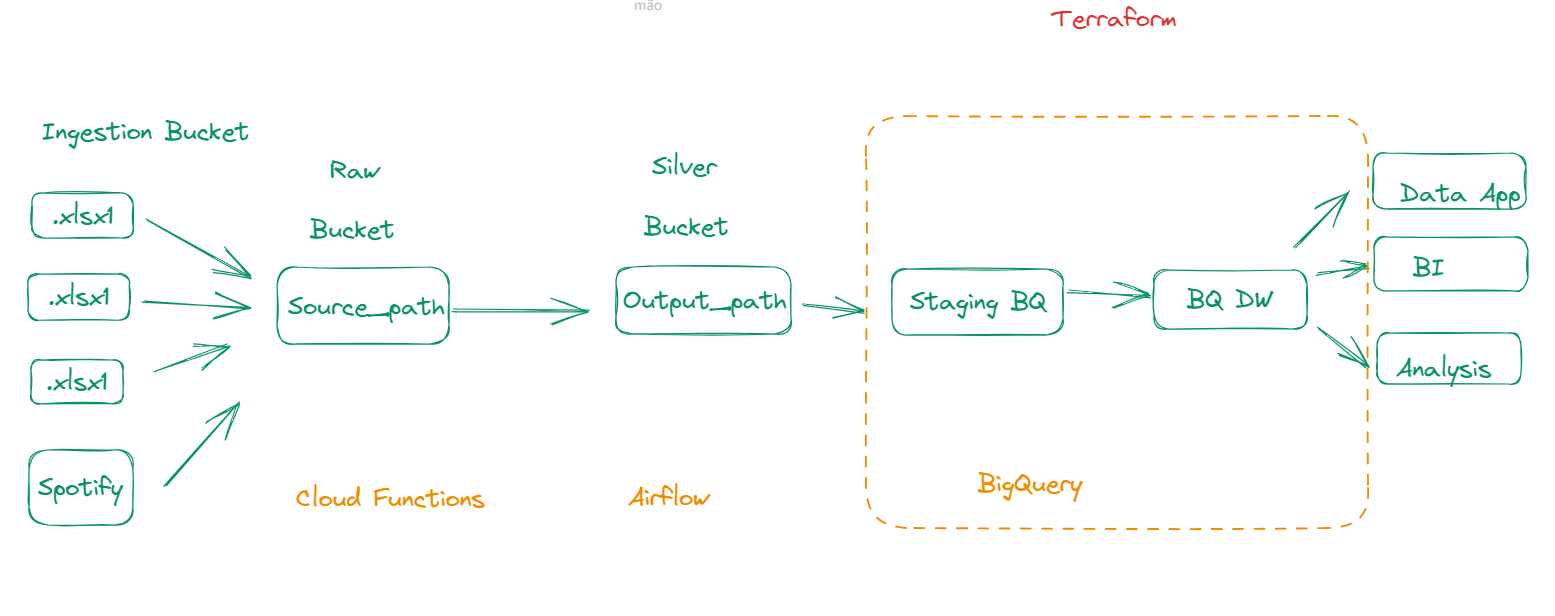 mão
Terraform
Ingestion Bucket
Raw
Bucket
Silver
Bucket
.xlsx1
.xlsx1
.xlsx1
Spotify
Source_path
Output_path
Staging BQ
BQ DW
Data App
BI
Analysis
Cloud Functions
Airflow
BigQuery